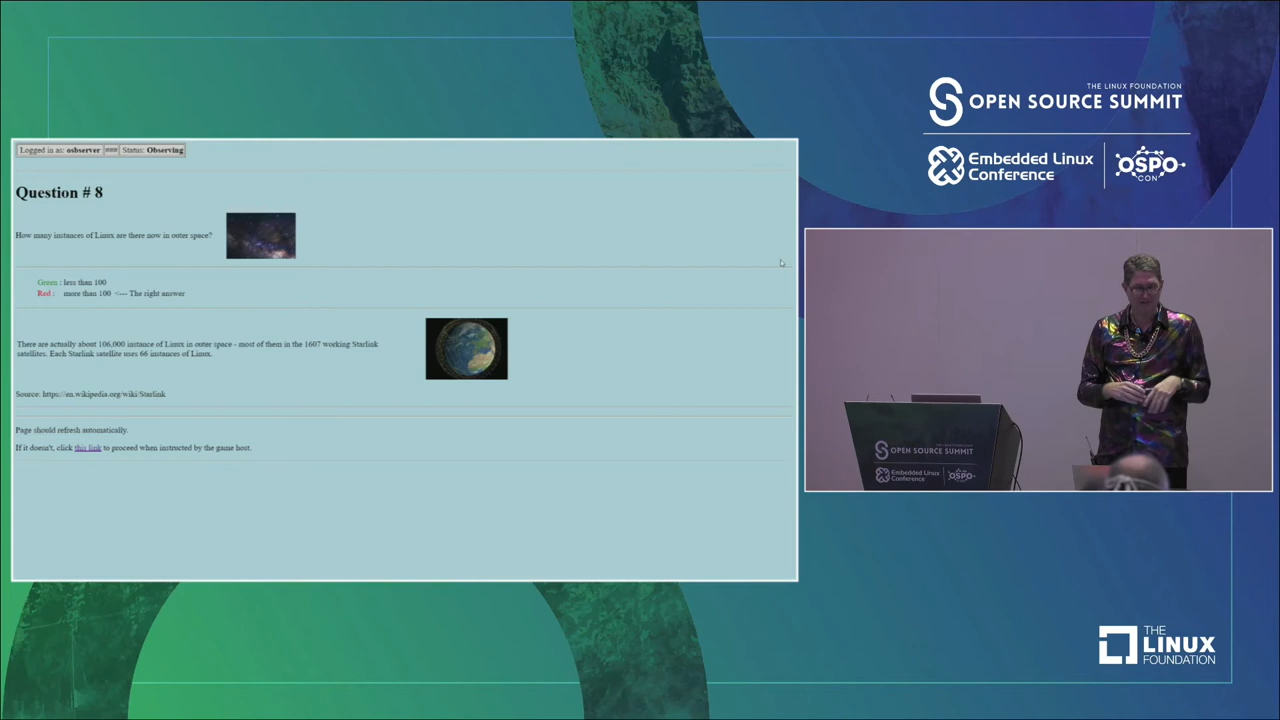 THE LINUX FOUNDATION
OPEN SOURCE SUMMIT
Embedded Linux
Conference
OSPO
CON
Logged in as: osbserver ### Status: Observing
Question # 8
How many instances of Linux are there now in outer space?
Green : less than 100
Red : more than 100 <--- The right answer
There are actually about 106,000 instance of Linux in outer space - most of them in the 1607 working Starlink
satellites. Each Starlink satellite uses 66 instances of Linux.
Source: https://en.wikipedia.org/wiki/Starlink
Page should refresh automatically.
If it doesn't, click this link to proceed when instructed by the game host.
OPEN SOURCE SUMMIT
Embedded Linux
Conference
OSPO
CON
THE
LINUX
FOUNDATION